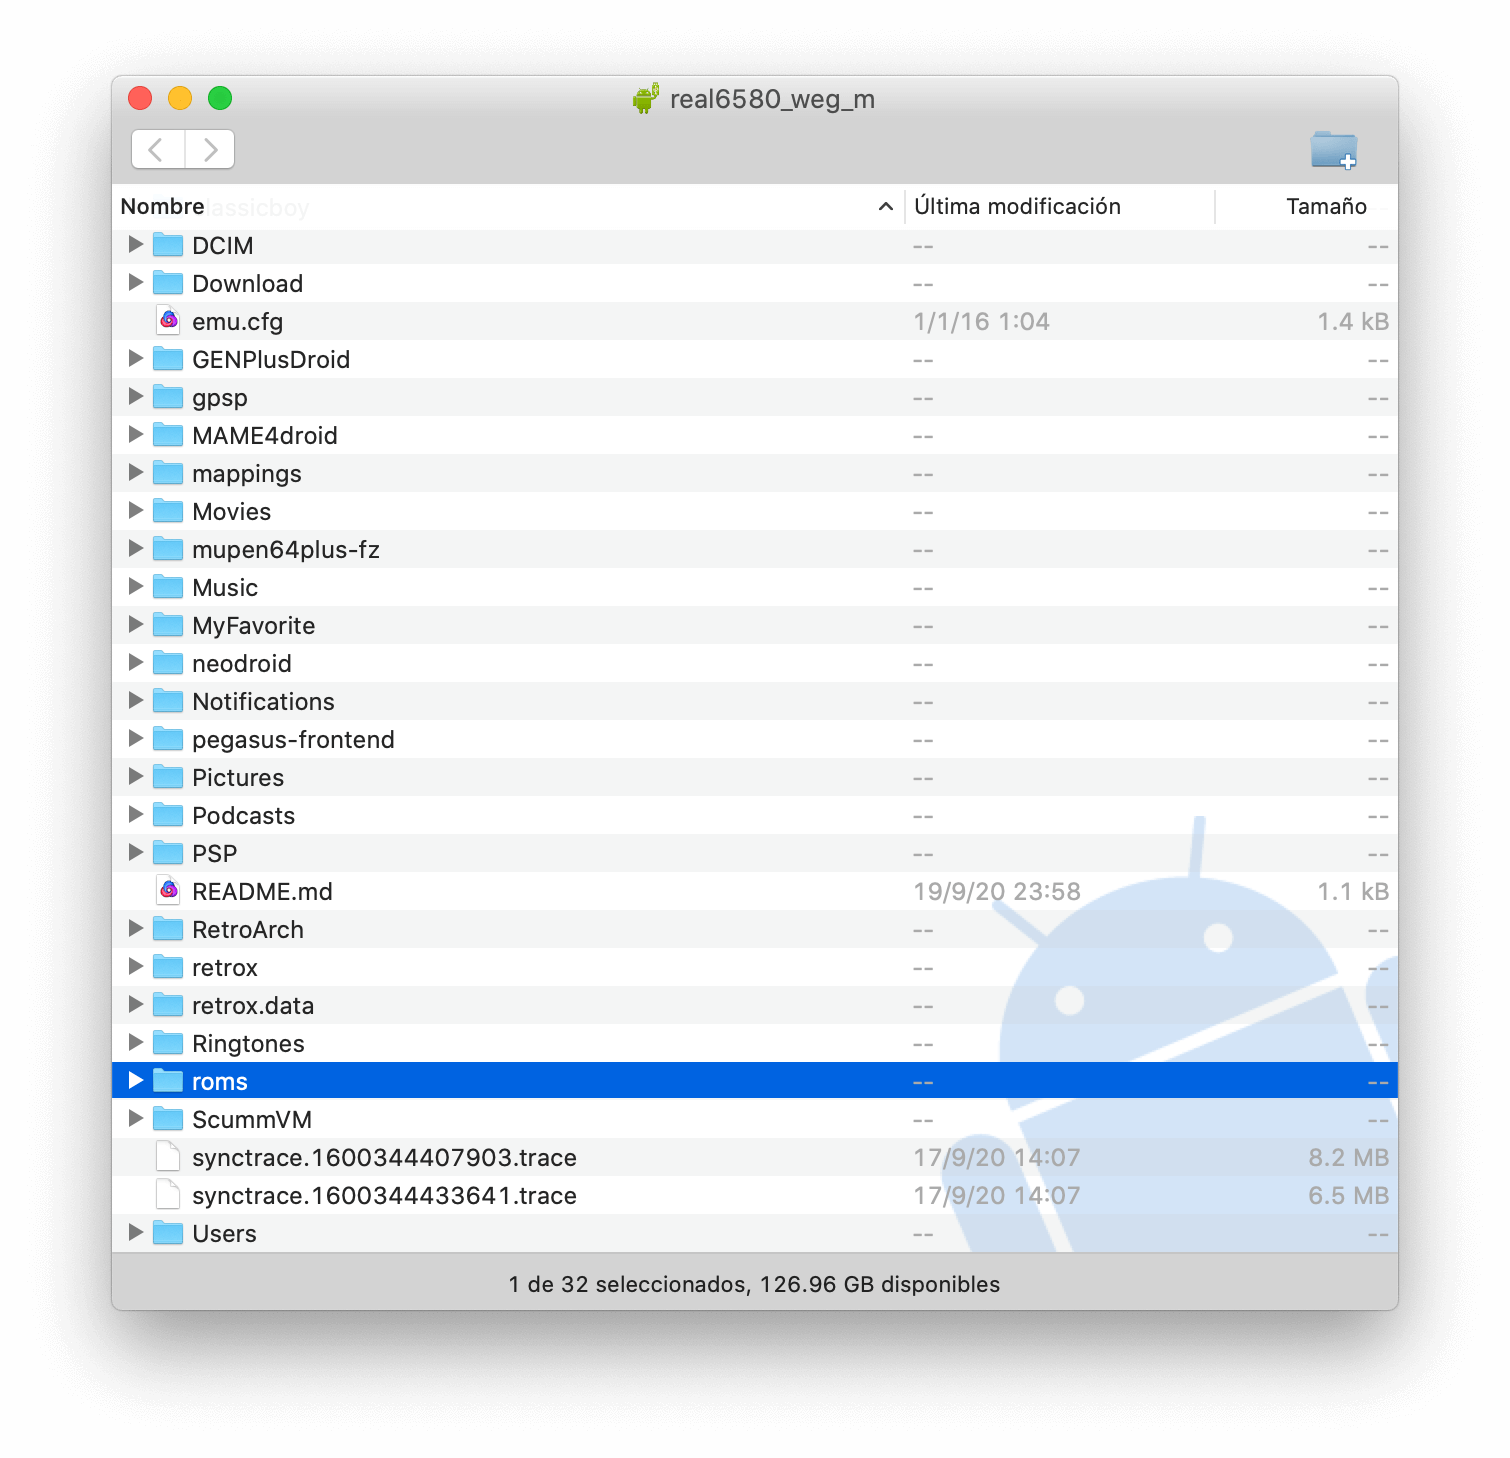 real6580_weg_m
Nombre Última modificación Tamaño
lassicboy
DCIM -- --
Download -- --
emu.cfg 1/1/16 1:04 1.4 kB
GENPlusDroid -- --
gpsp -- --
MAME4droid -- --
mappings -- --
Movies -- --
mupen64plus-fz -- --
Music -- --
MyFavorite -- --
neodroid -- --
Notifications -- --
pegasus-frontend -- --
Pictures -- --
Podcasts -- --
PSP -- --
README.md 19/9/20 23:58 1.1 kB
RetroArch -- --
retrox -- --
retrox.data -- --
Ringtones -- --
roms -- --
ScummVM -- --
synctrace.1600344407903.trace 17/9/20 14:07 8.2 MB
synctrace.1600344433641.trace 17/9/20 14:07 6.5 MB
Users -- --
1 de 32 seleccionados, 126.96 GB disponibles